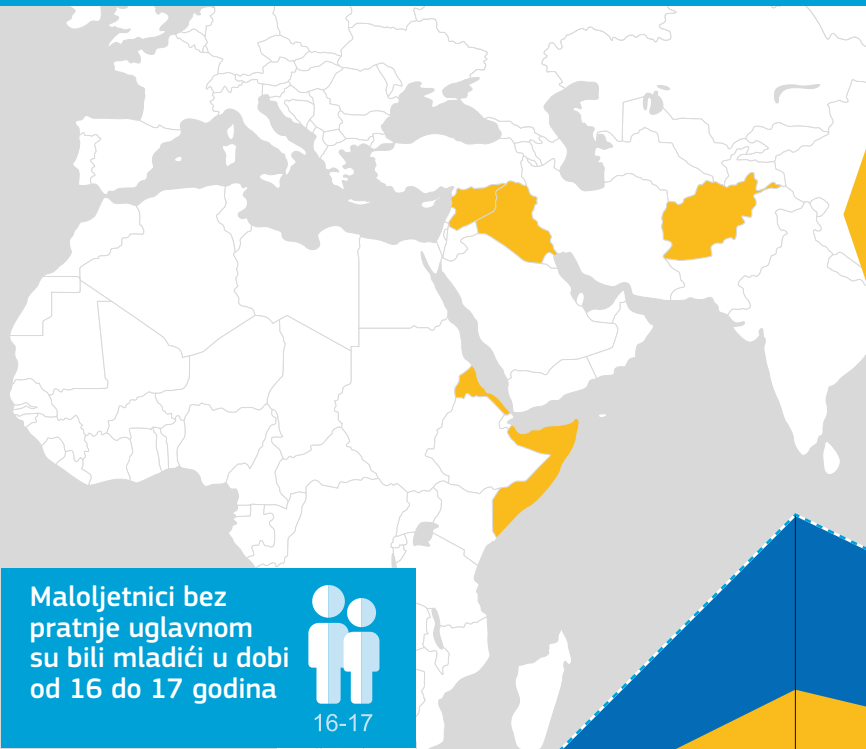 Maloljetnici bez
pratnje uglavnom
su bili mladići u dobi
od 16 do 17 godina
16-17